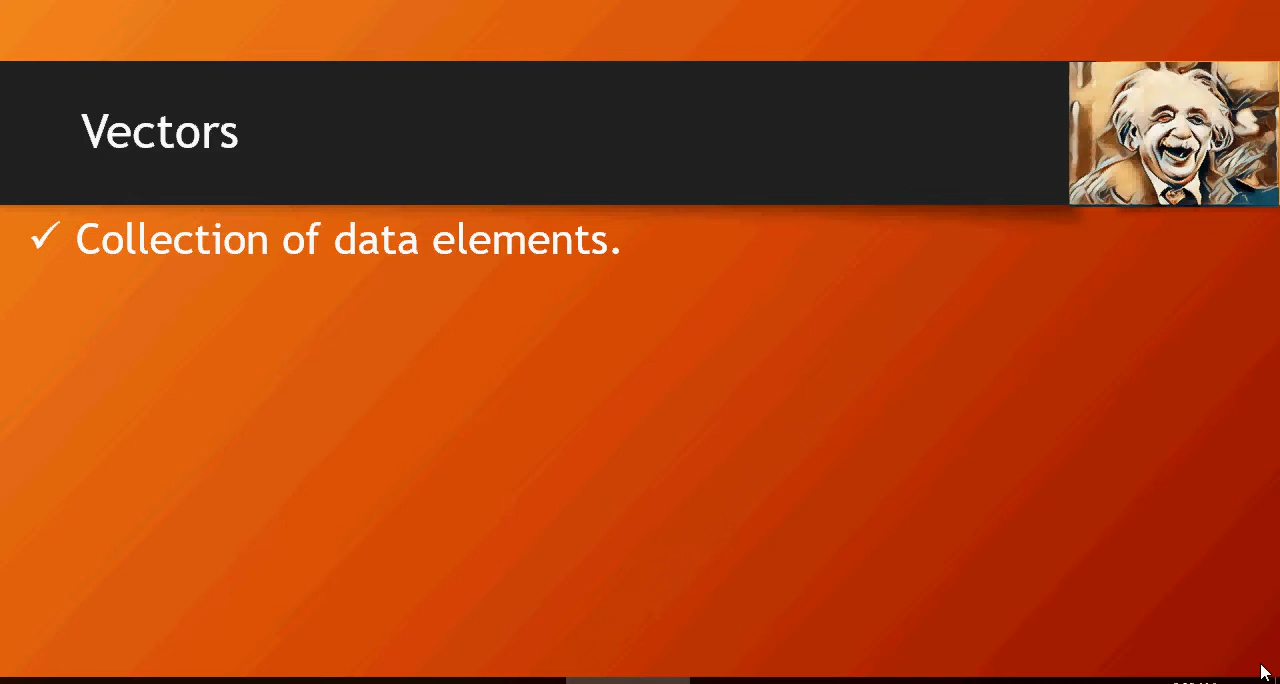 Vectors
✓ Collection of data elements.